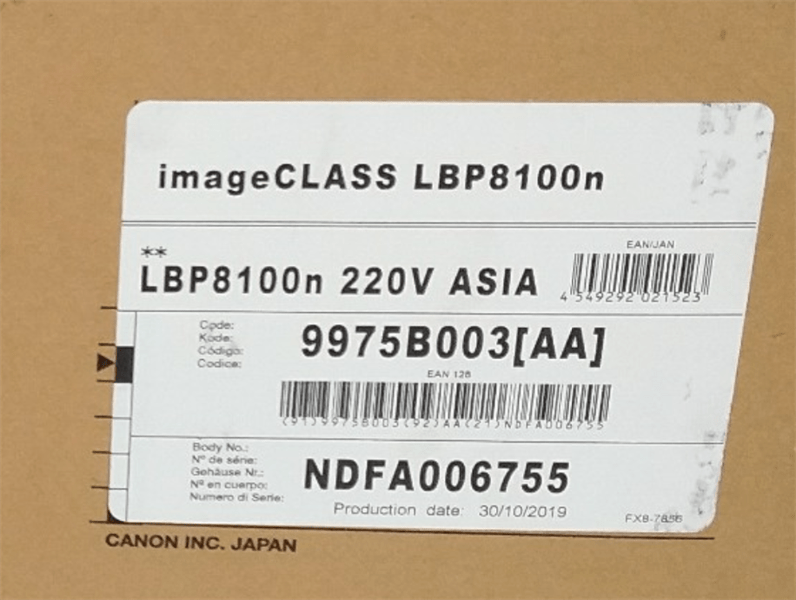 imageCLASS LBP8100n
**
LBP8100n 220V ASIA
EAN/JAN
4 549292 021523
Code:
Kode:
Código:
Codice:
9975B003[AA]
EAN 128
(91)9975B003(92)AA(21)NDFA006755
Body No.:
Nº de série:
Gehäuse Nr.:
Nº en cuerpo:
Numero di Serie:
NDFA006755
Production date: 30/10/2019
FX8-7856
CANON INC. JAPAN